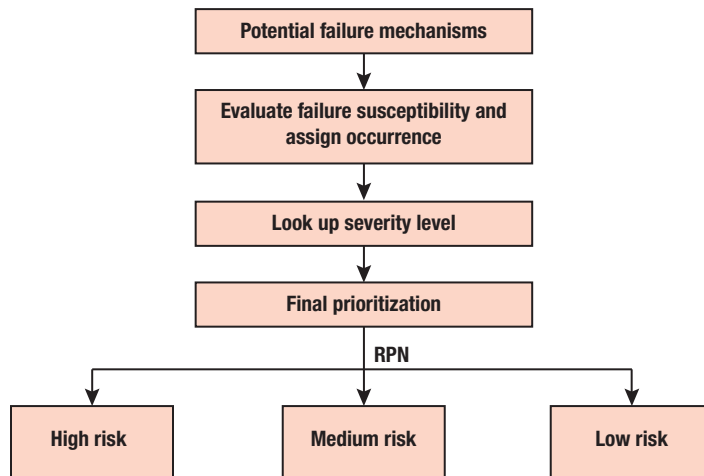 Potential failure mechanisms
Evaluate failure susceptibility and
assign occurrence
Look up severity level
Final prioritization
RPN
High risk
Medium risk
Low risk